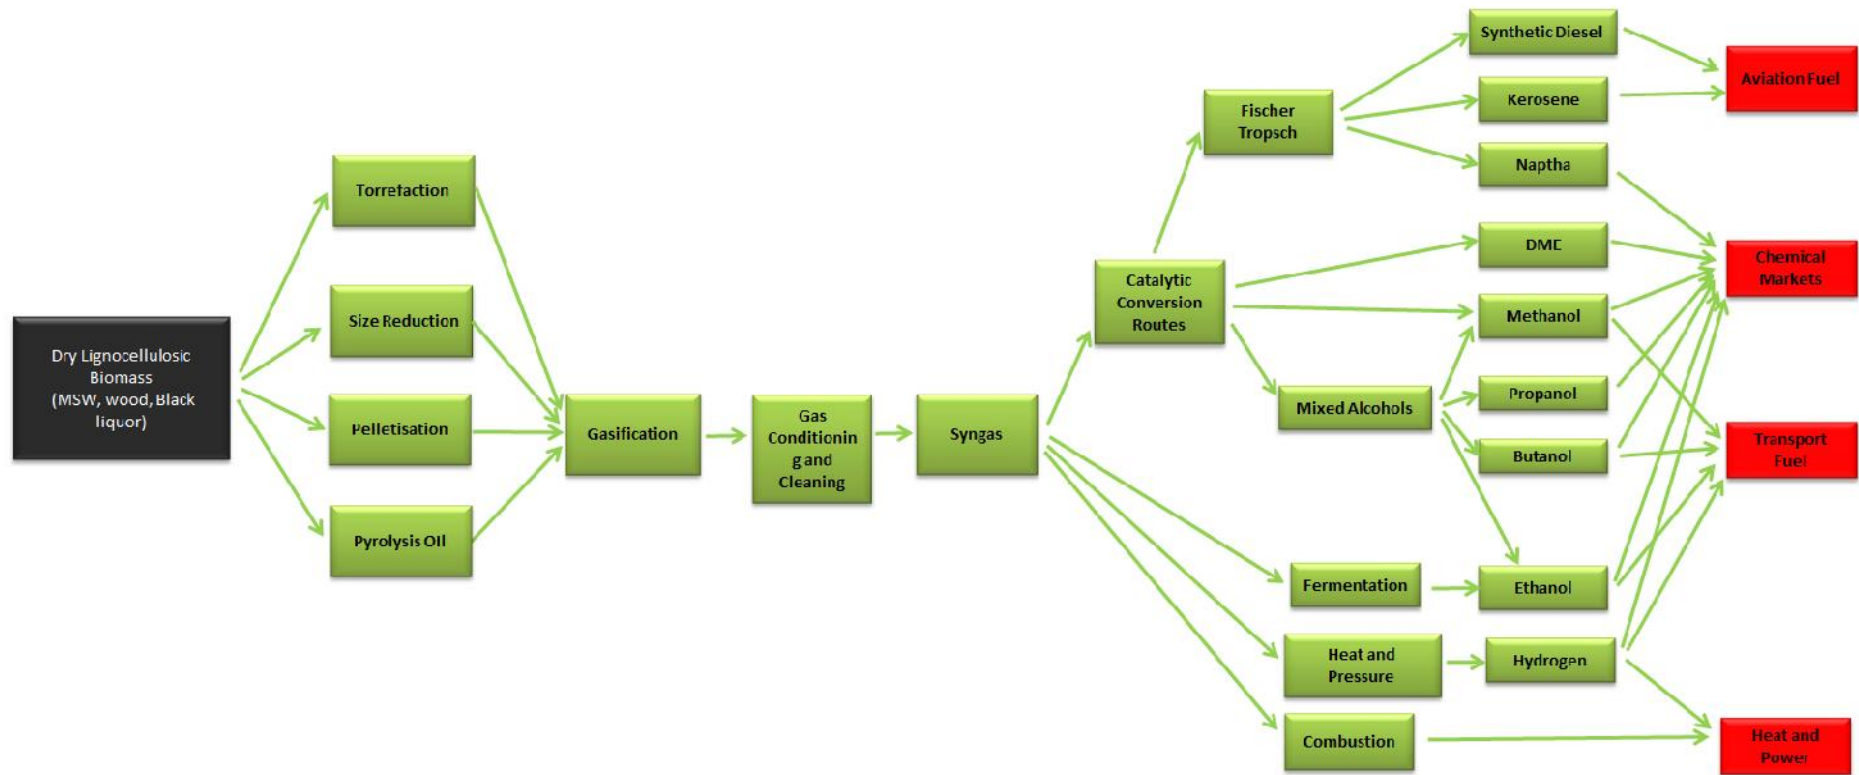 Dry Lignocellulosic
Biomass
(MSW, wood, Black
liquor)
Torrefaction
Size Reduction
Pelletisation
Pyrolysis OIl
Gasification
Gas
Conditionin
g and
Cleaning
Syngas
Catalytic
Conversion
Routes
Fischer
Tropsch
Mixed Alcohols
Fermentation
Heat and
Pressure
Combustion
Synthetic Diesel
Kerosene
Naptha
DME
Methanol
Propanol
Butanol
Ethanol
Hydrogen
Aviation Fuel
Chemical
Markets
Transport
Fuel
Heat and
Power